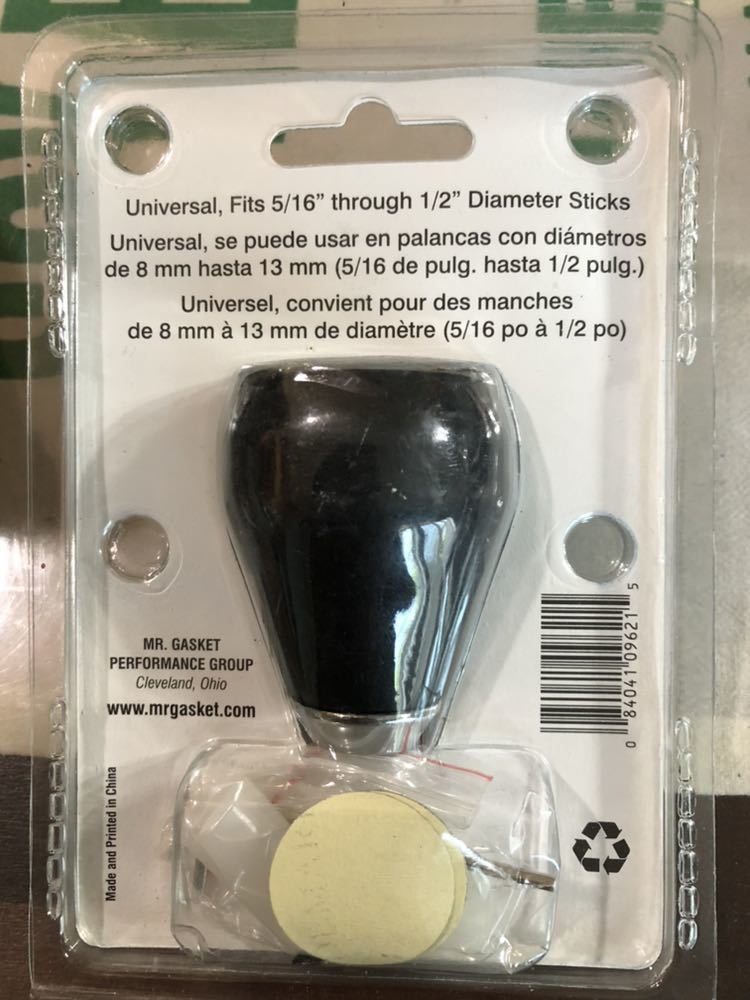 Universal, Fits 5/16” through 1/2” Diameter Sticks
Universal, se puede usar en palancas con diámetros
de 8 mm hasta 13 mm (5/16 de pulg. hasta 1/2 pulg.)
Universel, convient pour des manches
de 8 mm à 13 mm de diamètre (5/16 po à 1/2 po)
MR. GASKET
PERFORMANCE GROUP
Cleveland, Ohio
www.mrgasket.com
Made and Printed in China
0 84041 09621 5